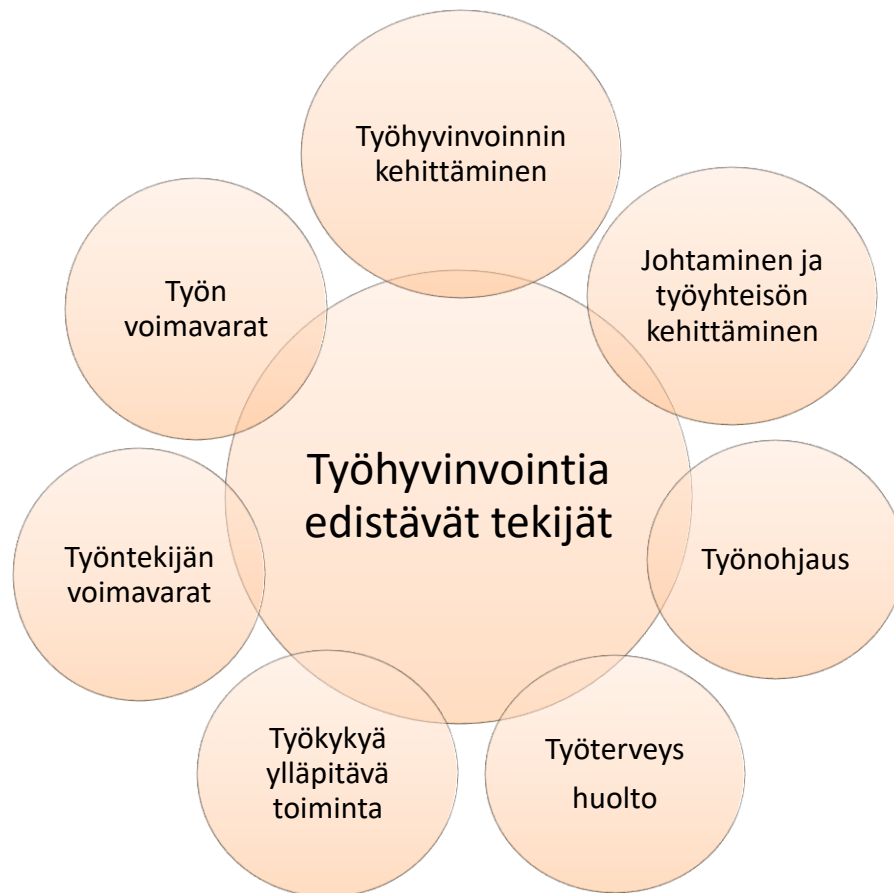 Työhyvinvoinnin
kehittäminen
Johtaminen ja
työyhteisön
kehittäminen
Työnohjaus
Työterveys
huolto
Työkykyä
ylläpitävä
toiminta
Työntekijän
voimavarat
Työn
voimavarat
Työhyvinvointia
edistävät tekijät